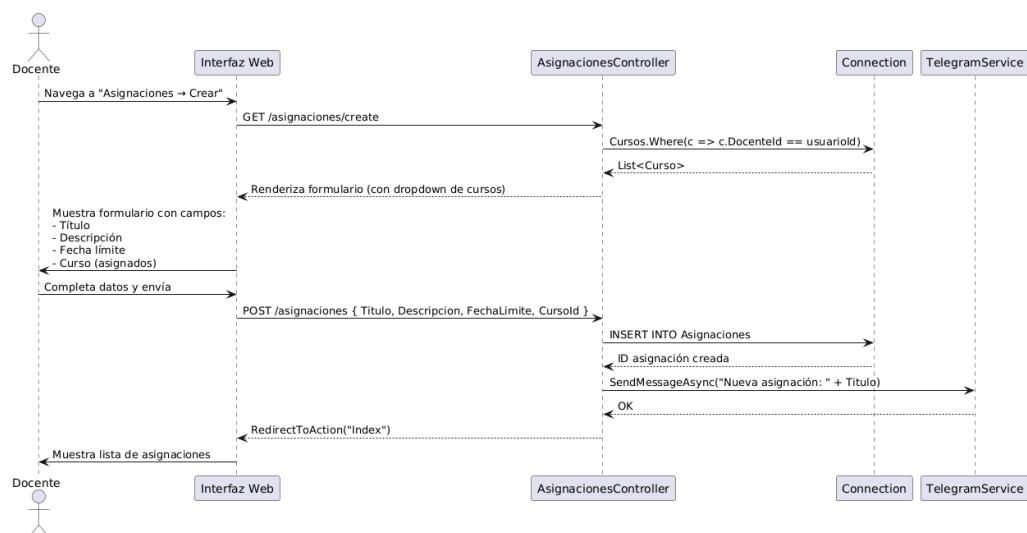 Docente
Interfaz Web
AsignacionesController
Connection
TelegramService
Navega a "Asignaciones → Crear"
GET /asignaciones/create
Cursos.Where(c => c.DocenteId == usuarioId)
List<Curso>
Renderiza formulario (con dropdown de cursos)
Muestra formulario con campos:
- Título
- Descripción
- Fecha límite
- Curso (asignados)
Completa datos y envía
POST /asignaciones { Titulo, Descripcion, FechaLimite, CursoId }
INSERT INTO Asignaciones
ID asignación creada
SendMessageAsync("Nueva asignación: " + Titulo)
OK
RedirectToAction("Index")
Muestra lista de asignaciones
Docente
Interfaz Web
AsignacionesController
Connection
TelegramService